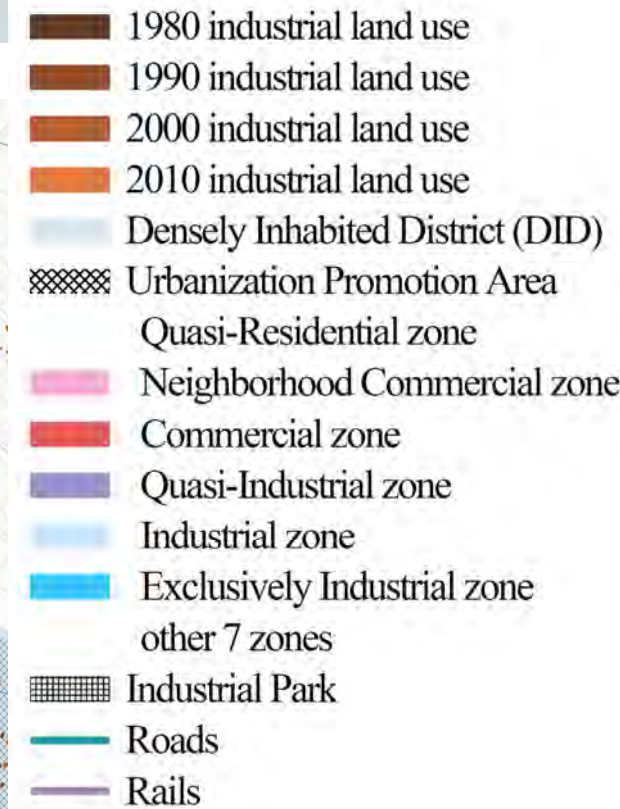 1980 industrial land use
1990 industrial land use
2000 industrial land use
2010 industrial land use
Densely Inhabited District (DID)
Urbanization Promotion Area
Quasi-Residential zone
Neighborhood Commercial zone
Commercial zone
Quasi-Industrial zone
Industrial zone
Exclusively Industrial zone
other 7 zones
Industrial Park
Roads
Rails